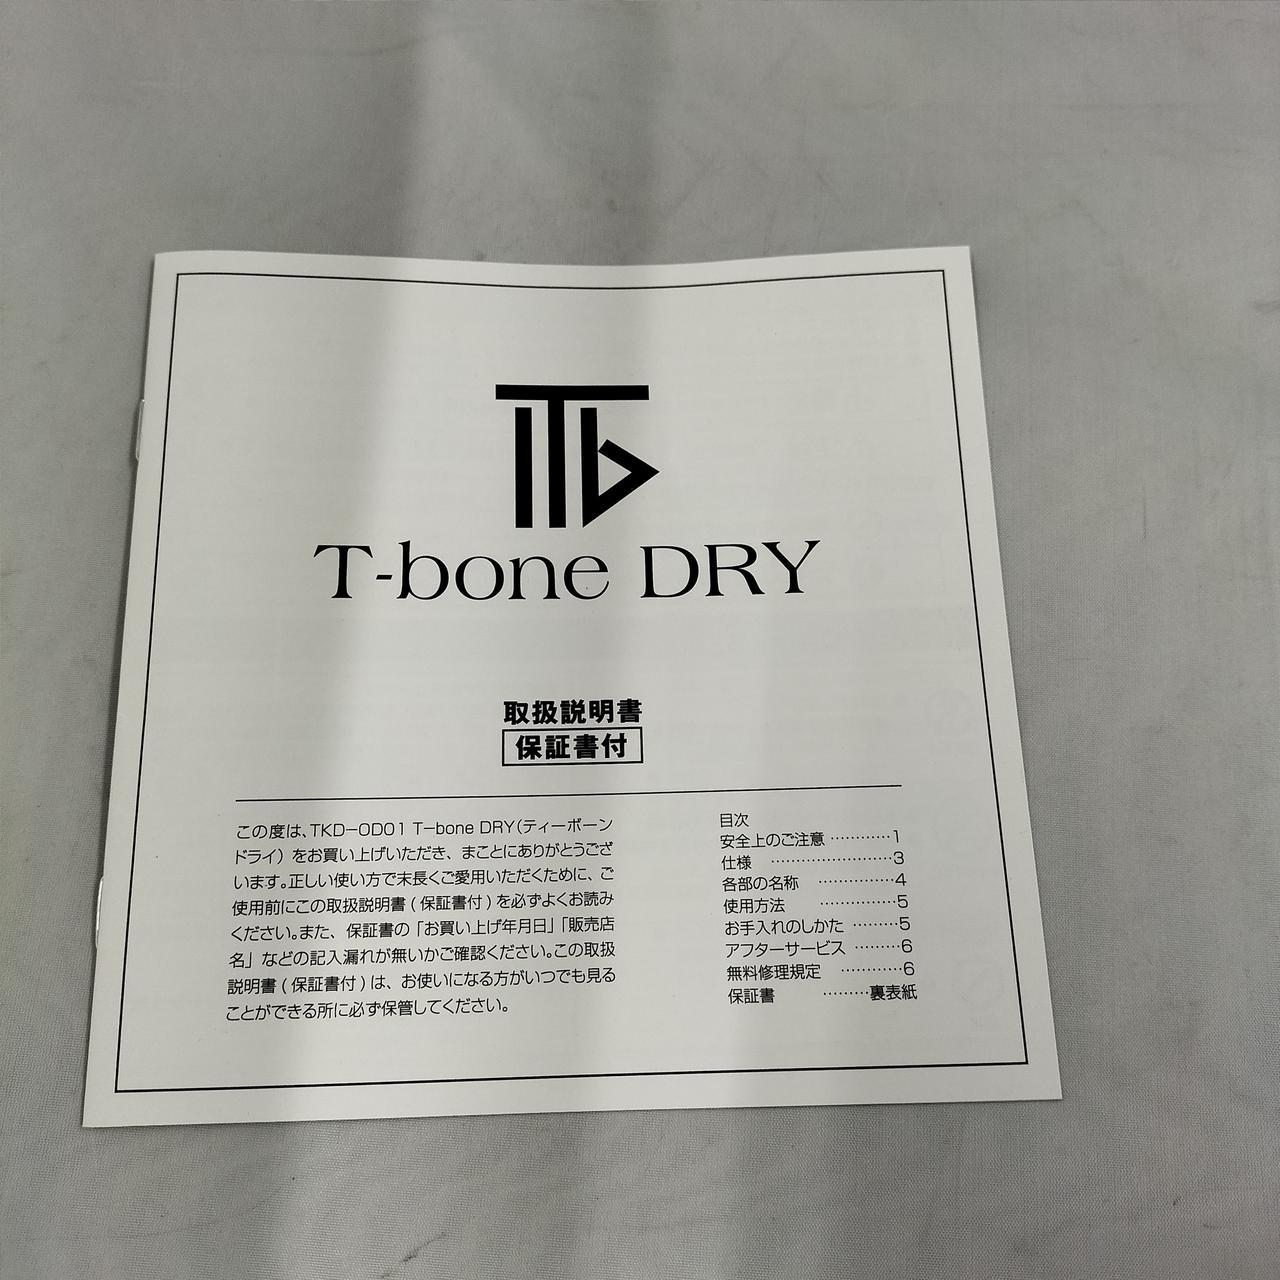 Tb
T-bone DRY
取扱説明書
保証書付
この度は、TKD-OD01 T-bone DRY(ティーボーン
ドライ）をお買い上げいただき、まことにありがとうござ
います。正しい使い方で末長くご愛用いただくために、ご
使用前にこの取扱説明書(保証書付)を必ずよくお読み
ください。また、保証書の「お買い上げ年月日」「販売店
名」などの記入漏れが無いかご確認ください。この取扱
説明書(保証書付)は、お使いになる方がいつでも見る
ことができる所に必ず保管してください。
目次
安全上のご注意 …………1
仕様 ……………………3
各部の名称 ……………4
使用方法 ……………5
お手入れのしかた ………5
アフターサービス ………6
無料修理規定 …………6
保証書 ………裏表紙